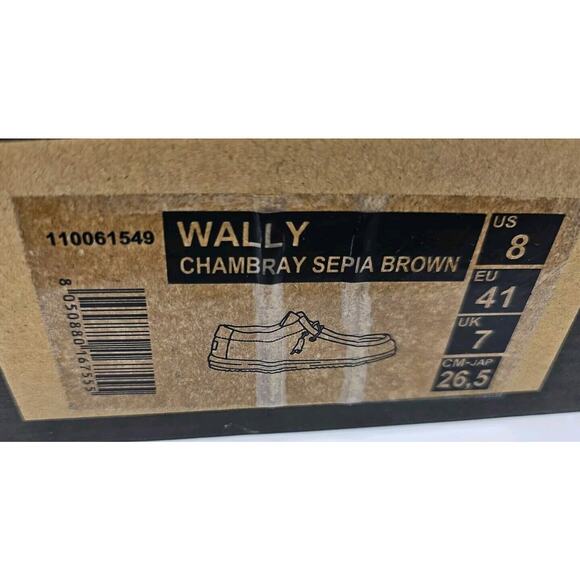 110061549
WALLY
CHAMBRAY SEPIA BROWN
US
8
EU
41
UK
7
CM-JAP
26,5